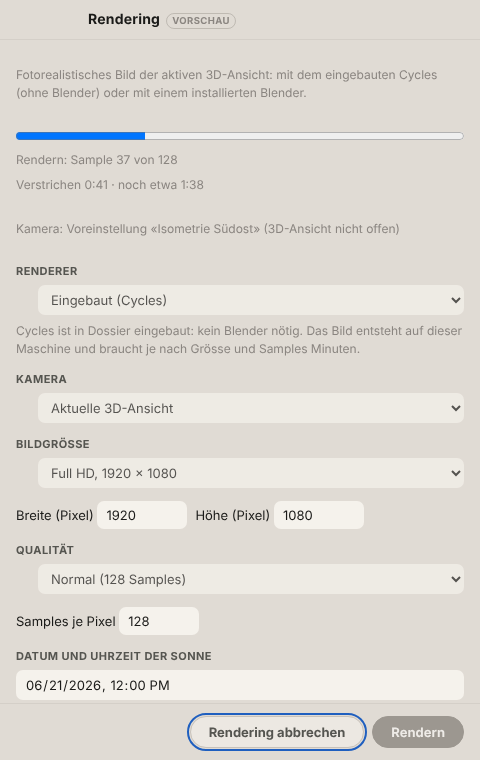 Rendering VORSCHAU
Fotorealistisches Bild der aktiven 3D-Ansicht: mit dem eingebauten Cycles
(ohne Blender) oder mit einem installierten Blender.
Rendern: Sample 37 von 128
Verstrichen 0:41 · noch etwa 1:38
Kamera: Voreinstellung «Isometrie Südost» (3D-Ansicht nicht offen)
RENDERER
Eingebaut (Cycles)
Cycles ist in Dossier eingebaut: kein Blender nötig. Das Bild entsteht auf dieser
Maschine und braucht je nach Grösse und Samples Minuten.
KAMERA
Aktuelle 3D-Ansicht
BILDGRÖSSE
Full HD, 1920 × 1080
Breite (Pixel) 1920 Höhe (Pixel) 1080
QUALITÄT
Normal (128 Samples)
Samples je Pixel 128
DATUM UND UHRZEIT DER SONNE
06/21/2026, 12:00 PM
Rendering abbrechen Rendern